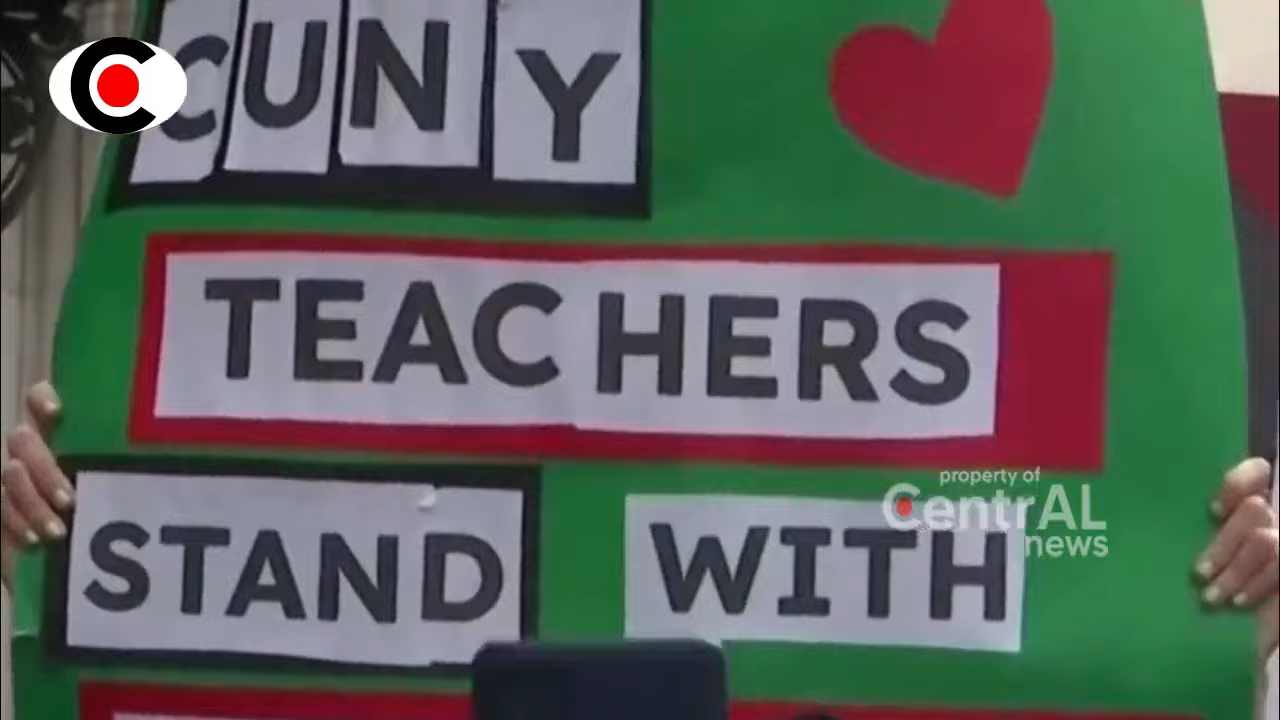 CUNY
TEACHERS
STAND WITH
property of
CentrAL
news